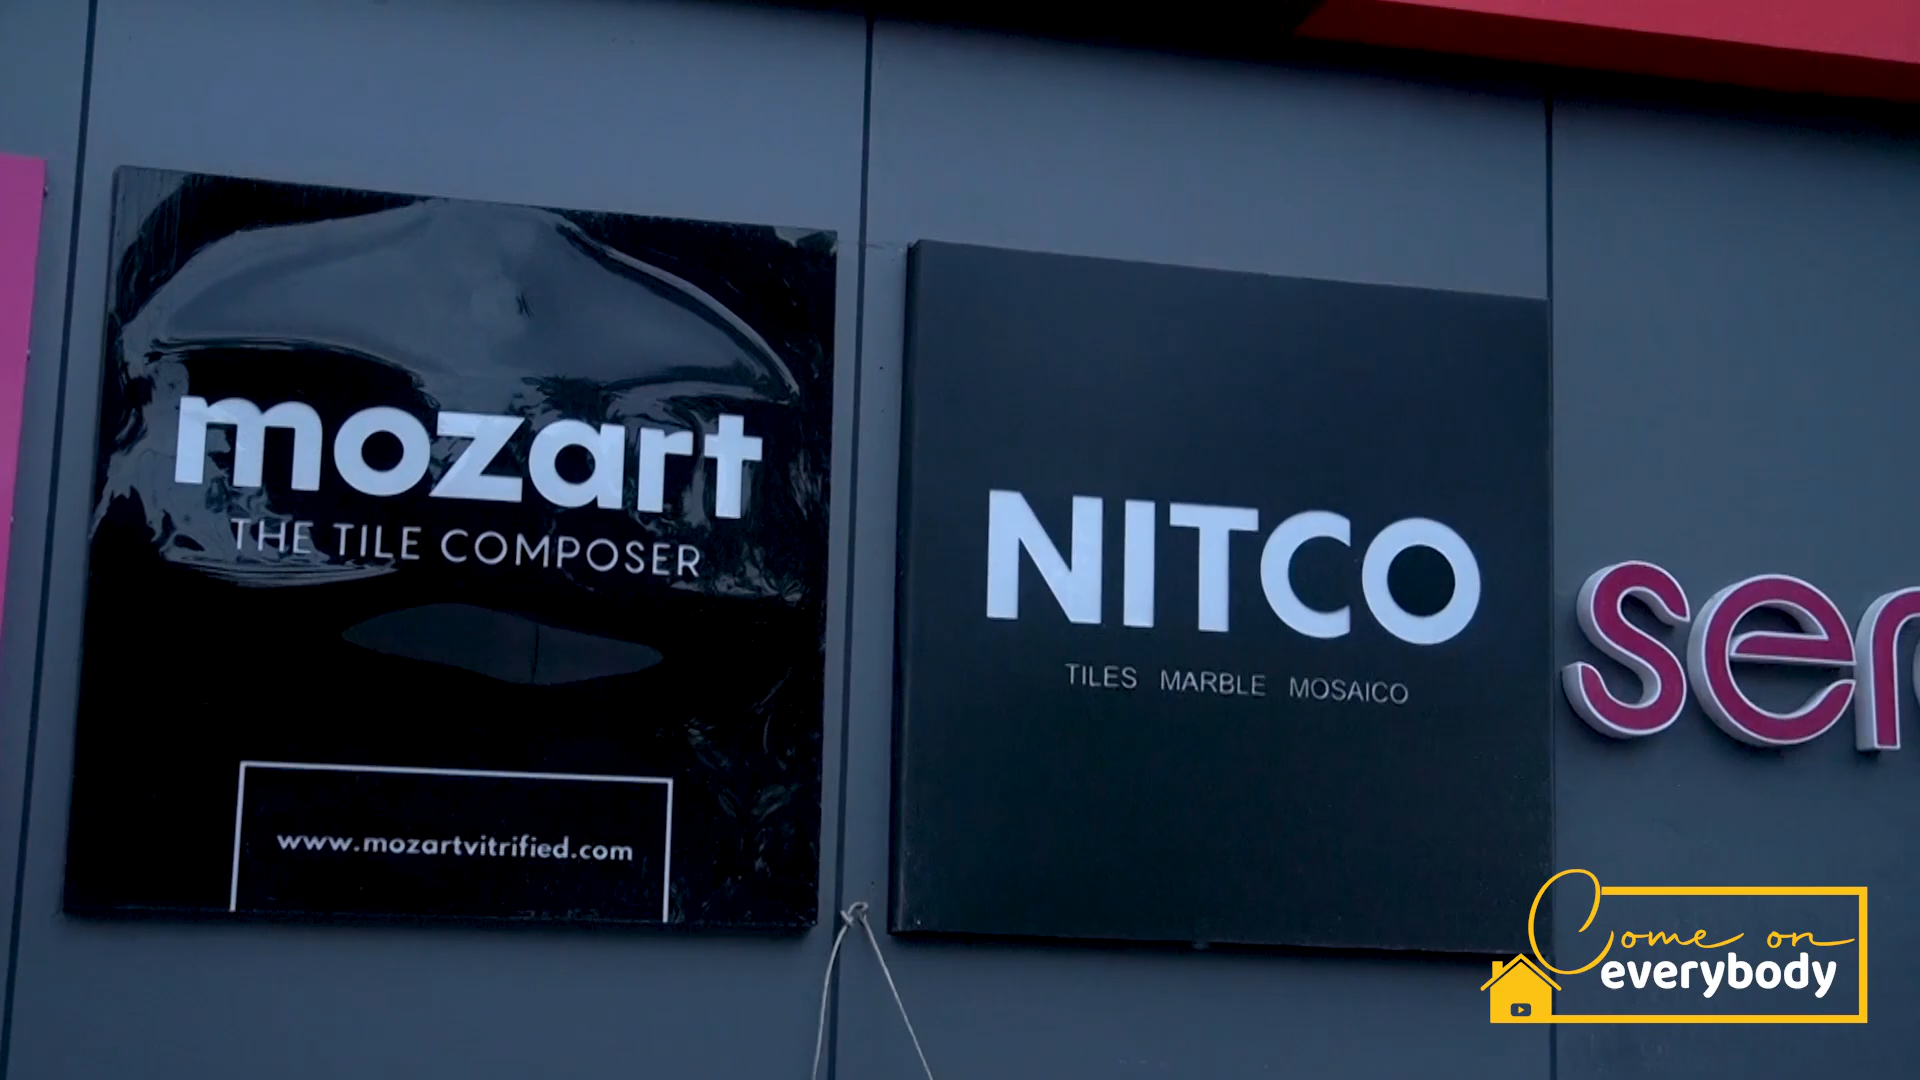 mozart
THE TILE COMPOSER
www.mozartvitrified.com
NITCO
TILES MARBLE MOSAICO
Come on
everybody